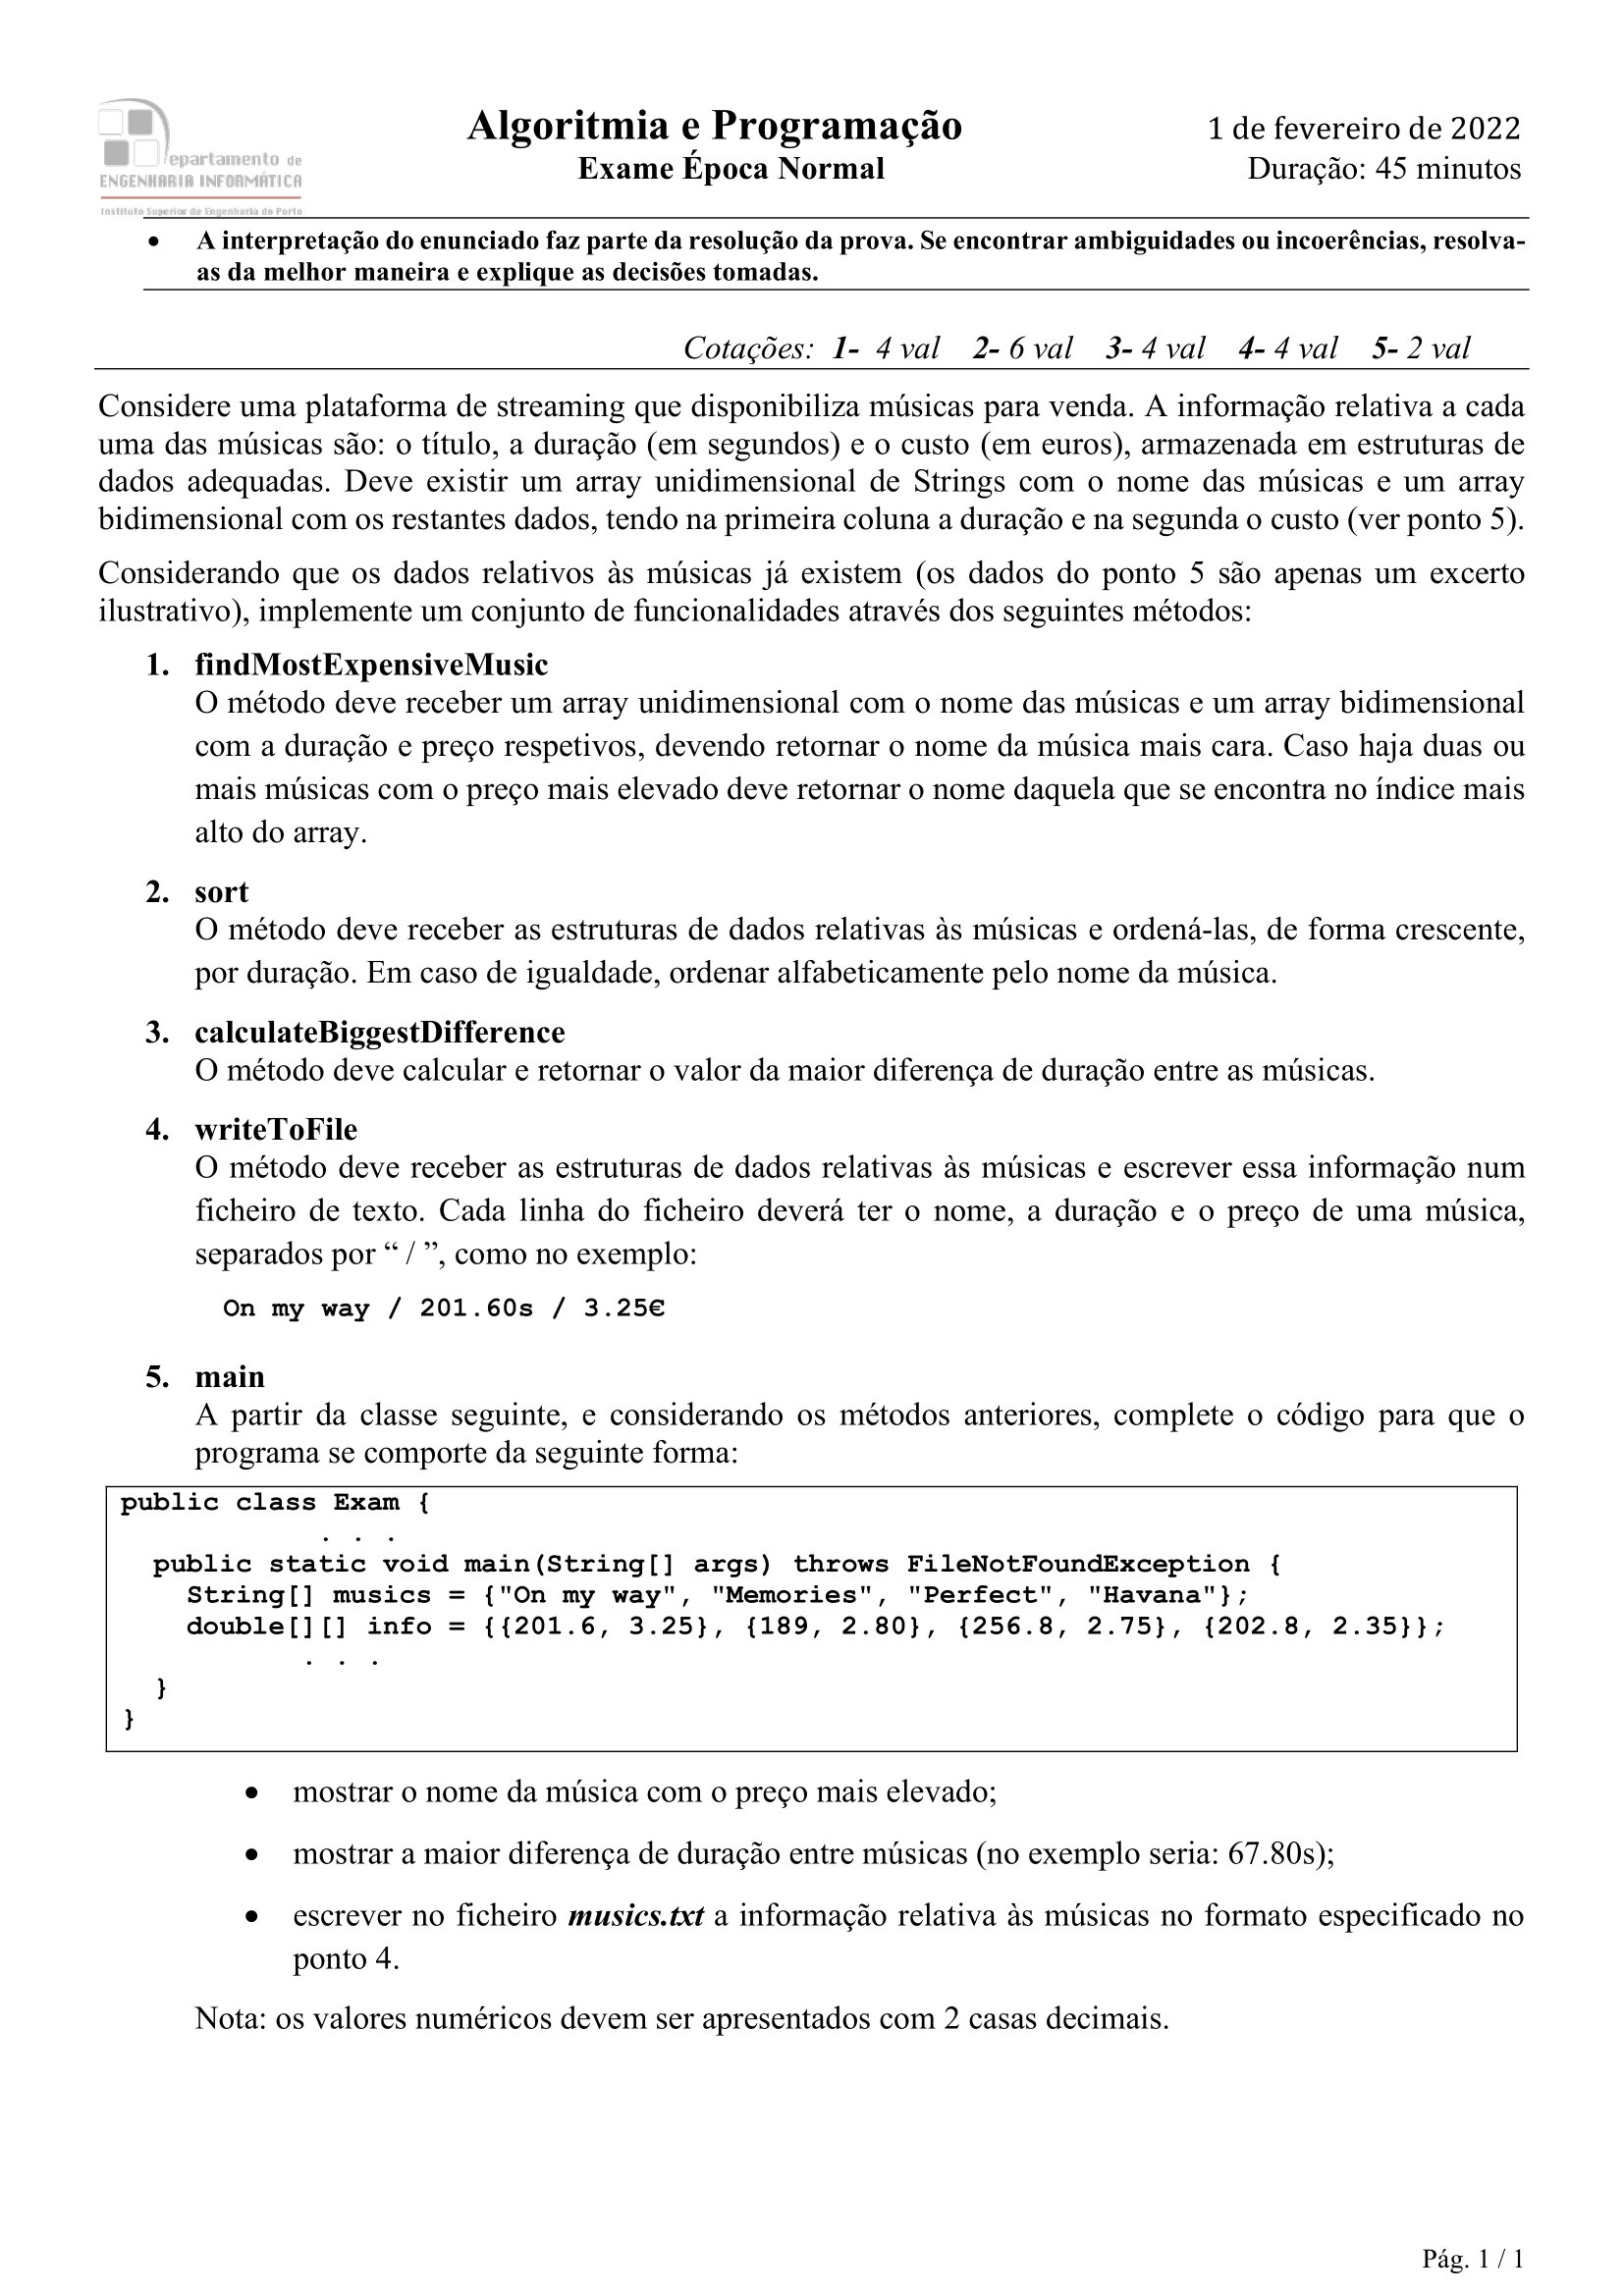 epartamento de
ENGENHARIA INFORMÁTICA
Instituto Superior de Engenharia do Porto
Algoritmia e Programação
Exame Época Normal
1 de fevereiro de 2022
Duração: 45 minutos
• A interpretação do enunciado faz parte da resolução da prova. Se encontrar ambiguidades ou incoerências, resolva-
as da melhor maneira e explique as decisões tomadas.
Cotações: 1- 4 val 2- 6 val 3- 4 val 4- 4 val 5- 2 val
Considere uma plataforma de streaming que disponibiliza músicas para venda. A informação relativa a cada
uma das músicas são: o título, a duração (em segundos) e o custo (em euros), armazenada em estruturas de
dados adequadas. Deve existir um array unidimensional de Strings com o nome das músicas e um array
bidimensional com os restantes dados, tendo na primeira coluna a duração e na segunda o custo (ver ponto 5).
Considerando que os dados relativos às músicas já existem (os dados do ponto 5 são apenas um excerto
ilustrativo), implemente um conjunto de funcionalidades através dos seguintes métodos:
1. findMostExpensiveMusic
O método deve receber um array unidimensional com o nome das músicas e um array bidimensional
com a duração e preço respetivos, devendo retornar o nome da música mais cara. Caso haja duas ou
mais músicas com o preço mais elevado deve retornar o nome daquela que se encontra no índice mais
alto do array.
2. sort
O método deve receber as estruturas de dados relativas às músicas e ordená-las, de forma crescente,
por duração. Em caso de igualdade, ordenar alfabeticamente pelo nome da música.
3. calculateBiggestDifference
O método deve calcular e retornar o valor da maior diferença de duração entre as músicas.
4. writeToFile
O método deve receber as estruturas de dados relativas às músicas e escrever essa informação num
ficheiro de texto. Cada linha do ficheiro deverá ter o nome, a duração e o preço de uma música,
separados por “ / ”, como no exemplo:
On my way / 201.60s / 3.25€
5. main
A partir da classe seguinte, e considerando os métodos anteriores, complete o código para que o
programa se comporte da seguinte forma:
public class Exam {
. . .
public static void main(String[] args) throws FileNotFoundException {
String[] musics = {"On my way", "Memories", "Perfect", "Havana"};
double[][] info = {{201.6, 3.25}, {189, 2.80}, {256.8, 2.75}, {202.8, 2.35}};
. . .
}
}
• mostrar o nome da música com o preço mais elevado;
• mostrar a maior diferença de duração entre músicas (no exemplo seria: 67.80s);
• escrever no ficheiro musics.txt a informação relativa às músicas no formato especificado no
ponto 4.
Nota: os valores numéricos devem ser apresentados com 2 casas decimais.
Pág. 1 / 1